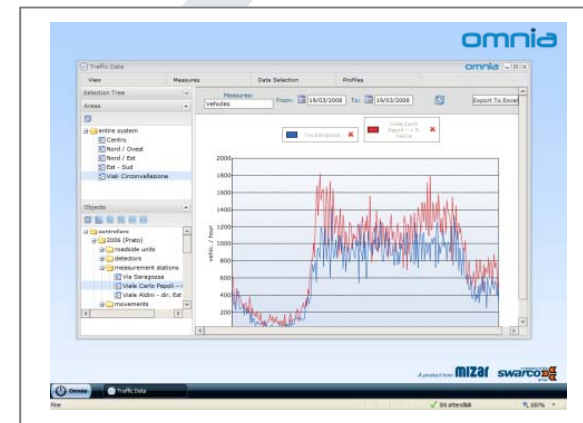 omnia
Traffic Data
omnia
View Measures Data Selection Profiles
Selection Tree
Areas
Measures:
Vehicles From: 19/03/2008 To: 19/03/2008 Export To Excel
entire system
Centro
Nord / Ovest
Nord / Est
Est - Sud
Viali Circonvallazione
Via Saragozza
Viale Carlo
Pepoli --> S.
Felice
Objects
controllers
2006 (Prato)
roadside units
detectors
measurement stations
Via Saragozza
Viale Carlo Pepoli --
Viale Aldini - dir. Est
movements
2000
1800
1600
1400
1200
1000
800
600
400
200
vehic. / hour
A product from MIZAR swarco
Omnia Traffic Data
Fine Siti attendibili 100%